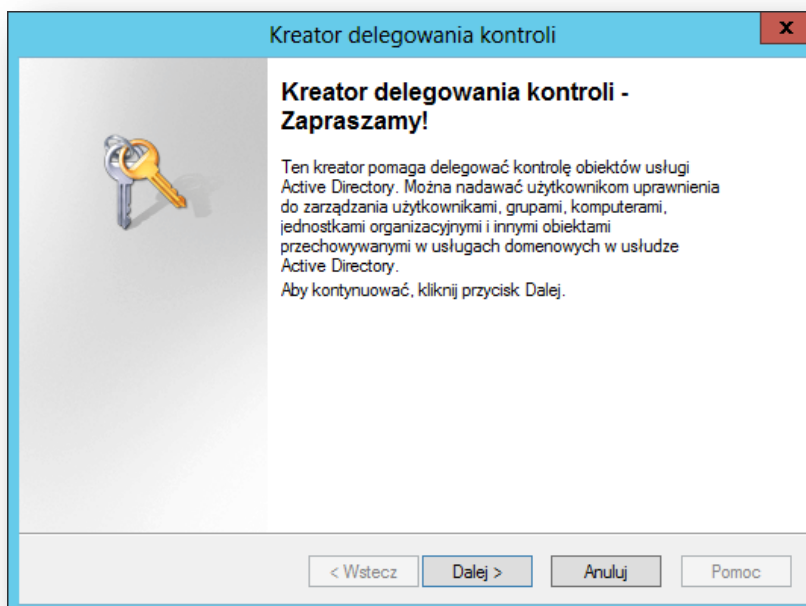 Kreator delegowania kontroli
x
Kreator delegowania kontroli -
Zapraszamy!
Ten kreator pomaga delegować kontrolę obiektów usługi
Active Directory. Można nadawać użytkownikom uprawnienia
do zarządzania użytkownikami, grupami, komputerami,
jednostkami organizacyjnymi i innymi obiektami
przechowywanymi w usługach domenowych w usłudze
Active Directory.
Aby kontynuować, kliknij przycisk Dalej.
< Wstecz Dalej > Anuluj Pomoc